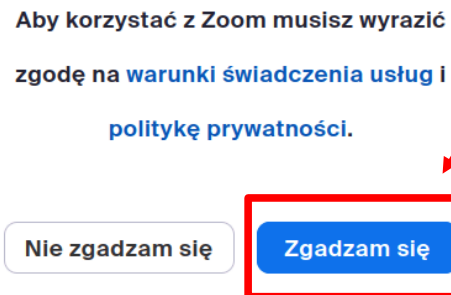 Aby korzystać z Zoom musisz wyrazić
zgodę na warunki świadczenia usług i
politykę prywatności.
Nie zgadzam się
Zgadzam się